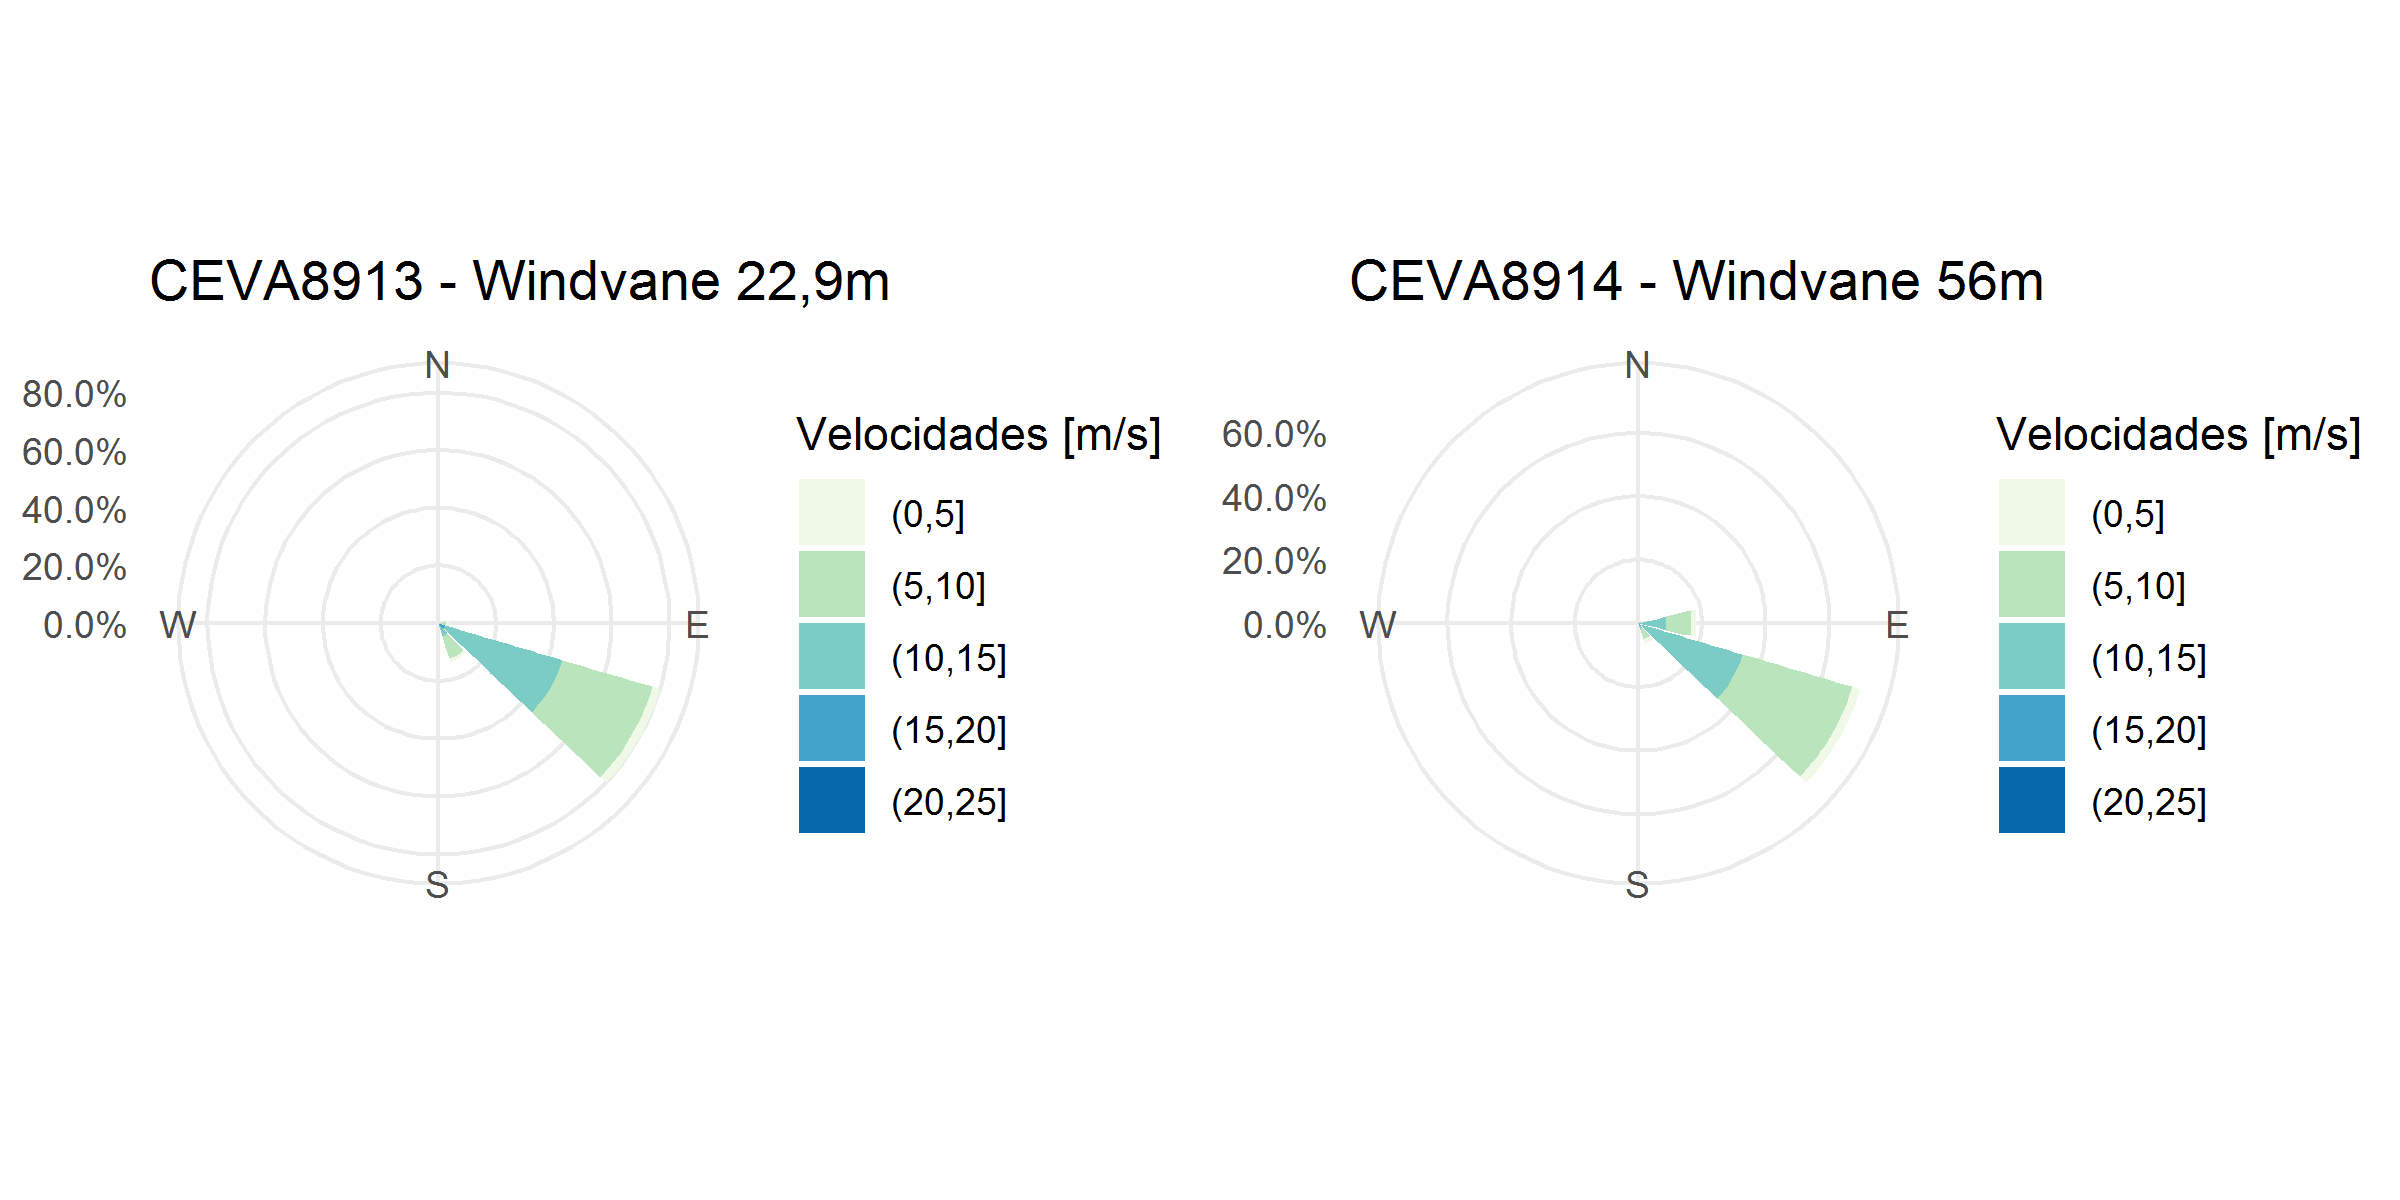 CEVA8913 - Windvane 22,9m
N
80.0%
60.0%
40.0%
20.0%
0.0%
W
E
S
Velocidades [m/s]
(0,5]
(5,10]
(10,15]
(15,20]
(20,25]
CEVA8914 - Windvane 56m
N
60.0%
40.0%
20.0%
0.0%
W
E
S
Velocidades [m/s]
(0,5]
(5,10]
(10,15]
(15,20]
(20,25]